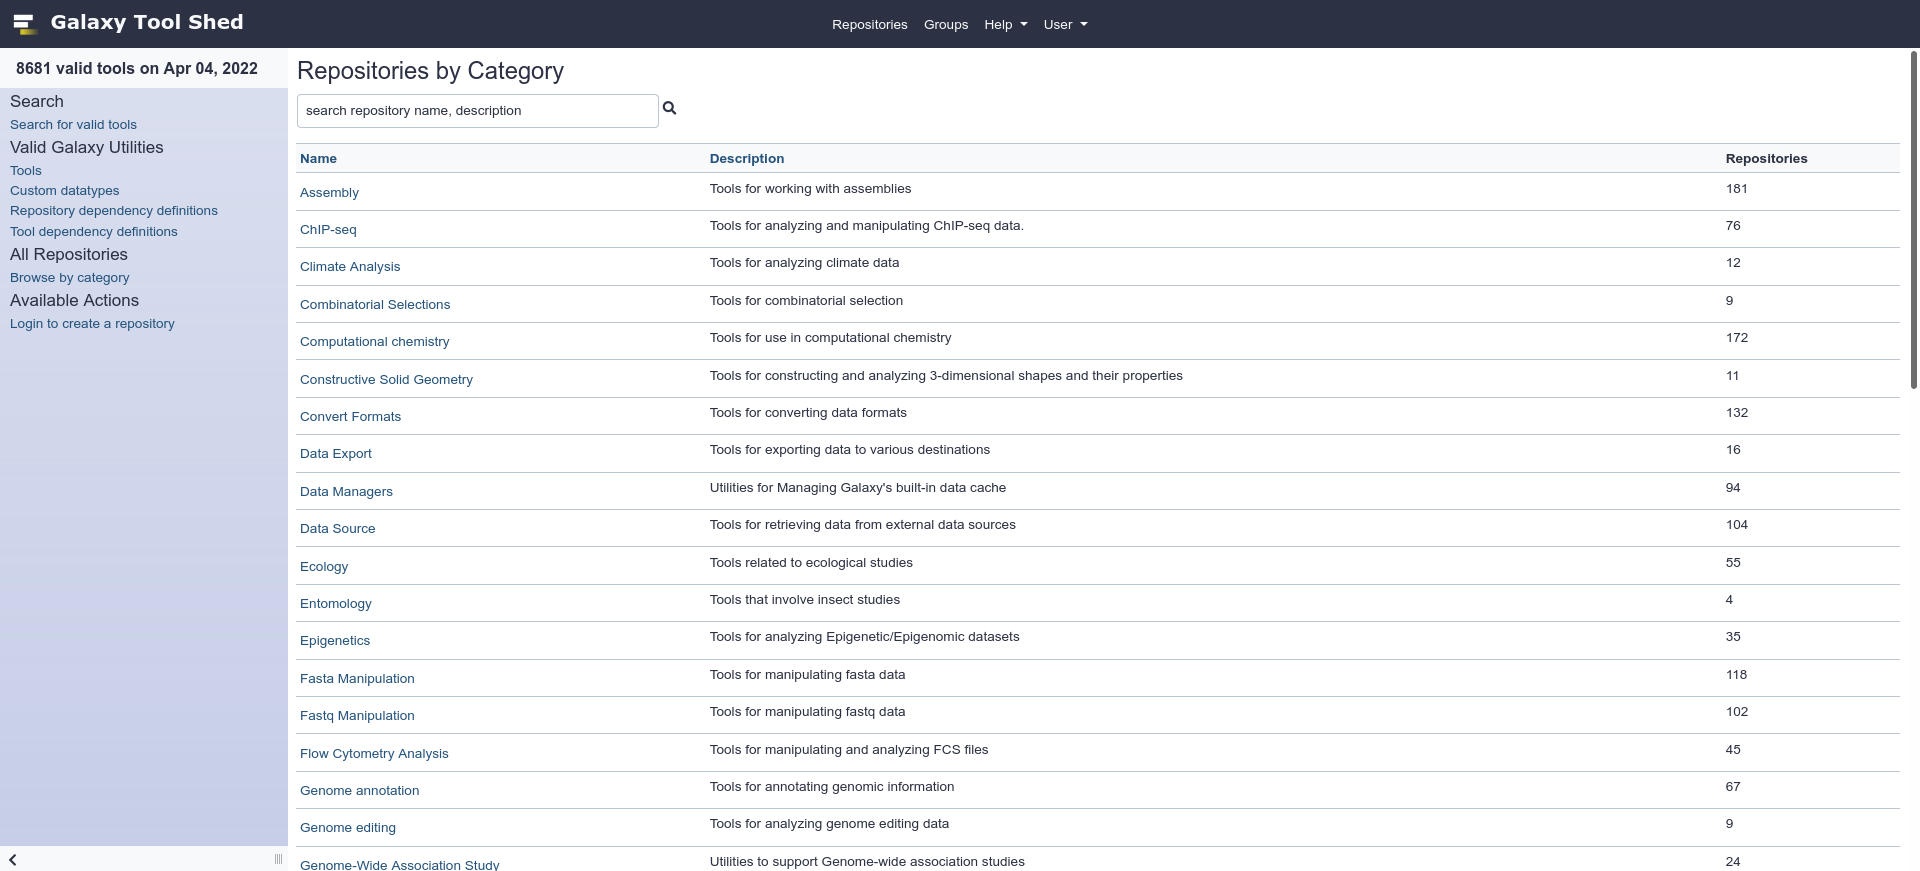 Galaxy Tool Shed
Repositories Groups Help User
8681 valid tools on Apr 04, 2022
Search
Search for valid tools
Valid Galaxy Utilities
Tools
Custom datatypes
Repository dependency definitions
Tool dependency definitions
All Repositories
Browse by category
Available Actions
Login to create a repository
Repositories by Category
search repository name, description
Name Description Repositories
Assembly Tools for working with assemblies 181
ChIP-seq Tools for analyzing and manipulating ChIP-seq data. 76
Climate Analysis Tools for analyzing climate data 12
Combinatorial Selections Tools for combinatorial selection 9
Computational chemistry Tools for use in computational chemistry 172
Constructive Solid Geometry Tools for constructing and analyzing 3-dimensional shapes and their properties 11
Convert Formats Tools for converting data formats 132
Data Export Tools for exporting data to various destinations 16
Data Managers Utilities for Managing Galaxy's built-in data cache 94
Data Source Tools for retrieving data from external data sources 104
Ecology Tools related to ecological studies 55
Entomology Tools that involve insect studies 4
Epigenetics Tools for analyzing Epigenetic/Epigenomic datasets 35
Fasta Manipulation Tools for manipulating fasta data 118
Fastq Manipulation Tools for manipulating fastq data 102
Flow Cytometry Analysis Tools for manipulating and analyzing FCS files 45
Genome annotation Tools for annotating genomic information 67
Genome editing Tools for analyzing genome editing data 9
Genome-Wide Association Study Utilities to support Genome-wide association studies 24